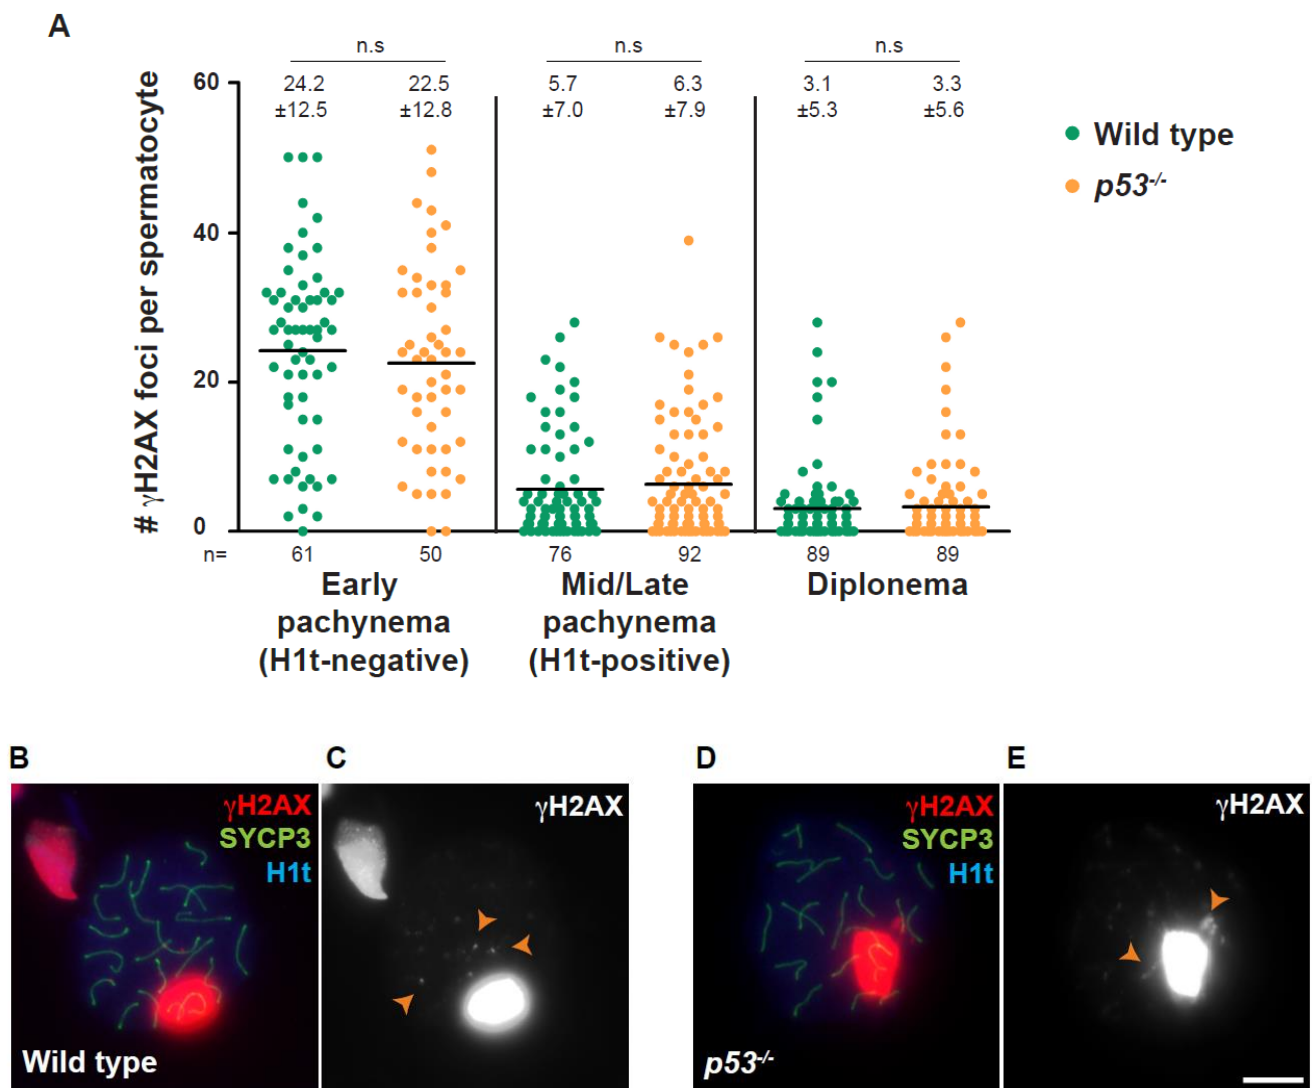 A
n.s
n.s
n.s
24.2 22.5 5.7 6.3 3.1 3.3
±12.5 ±12.8 ±7.0 ±7.9 ±5.3 ±5.6
# γH2AX foci per spermatocyte
60
40
20
0
Wild type
p53-/-
n= 61 50 76 92 89 89
Early
pachynema
(H1t-negative)
Mid/Late
pachynema
(H1t-positive)
Diplonema
B
γH2AX
SYCP3
H1t
Wild type
C
γH2AX
D
γH2AX
SYCP3
H1t
p53-/-
E
γH2AX